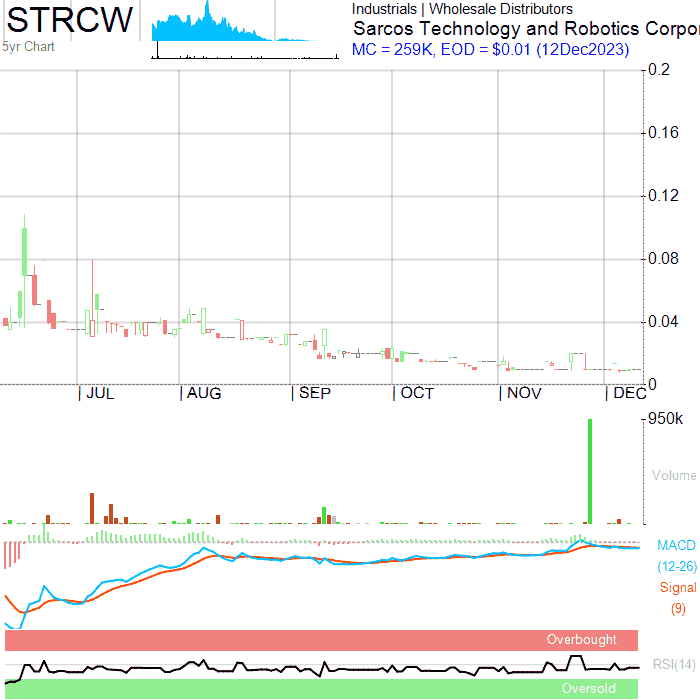 STRCW
5yr Chart
Industrials | Wholesale Distributors
Sarcos Technology and Robotics Corpor
MC = 259K, EOD = $0.01 (12Dec2023)
0.2
0.16
0.12
0.08
0.04
0
| JUL | AUG | SEP | OCT | NOV | DEC
950k
Volume
MACD
(12-26)
Signal
(9)
Overbought
RSI(14)
Oversold